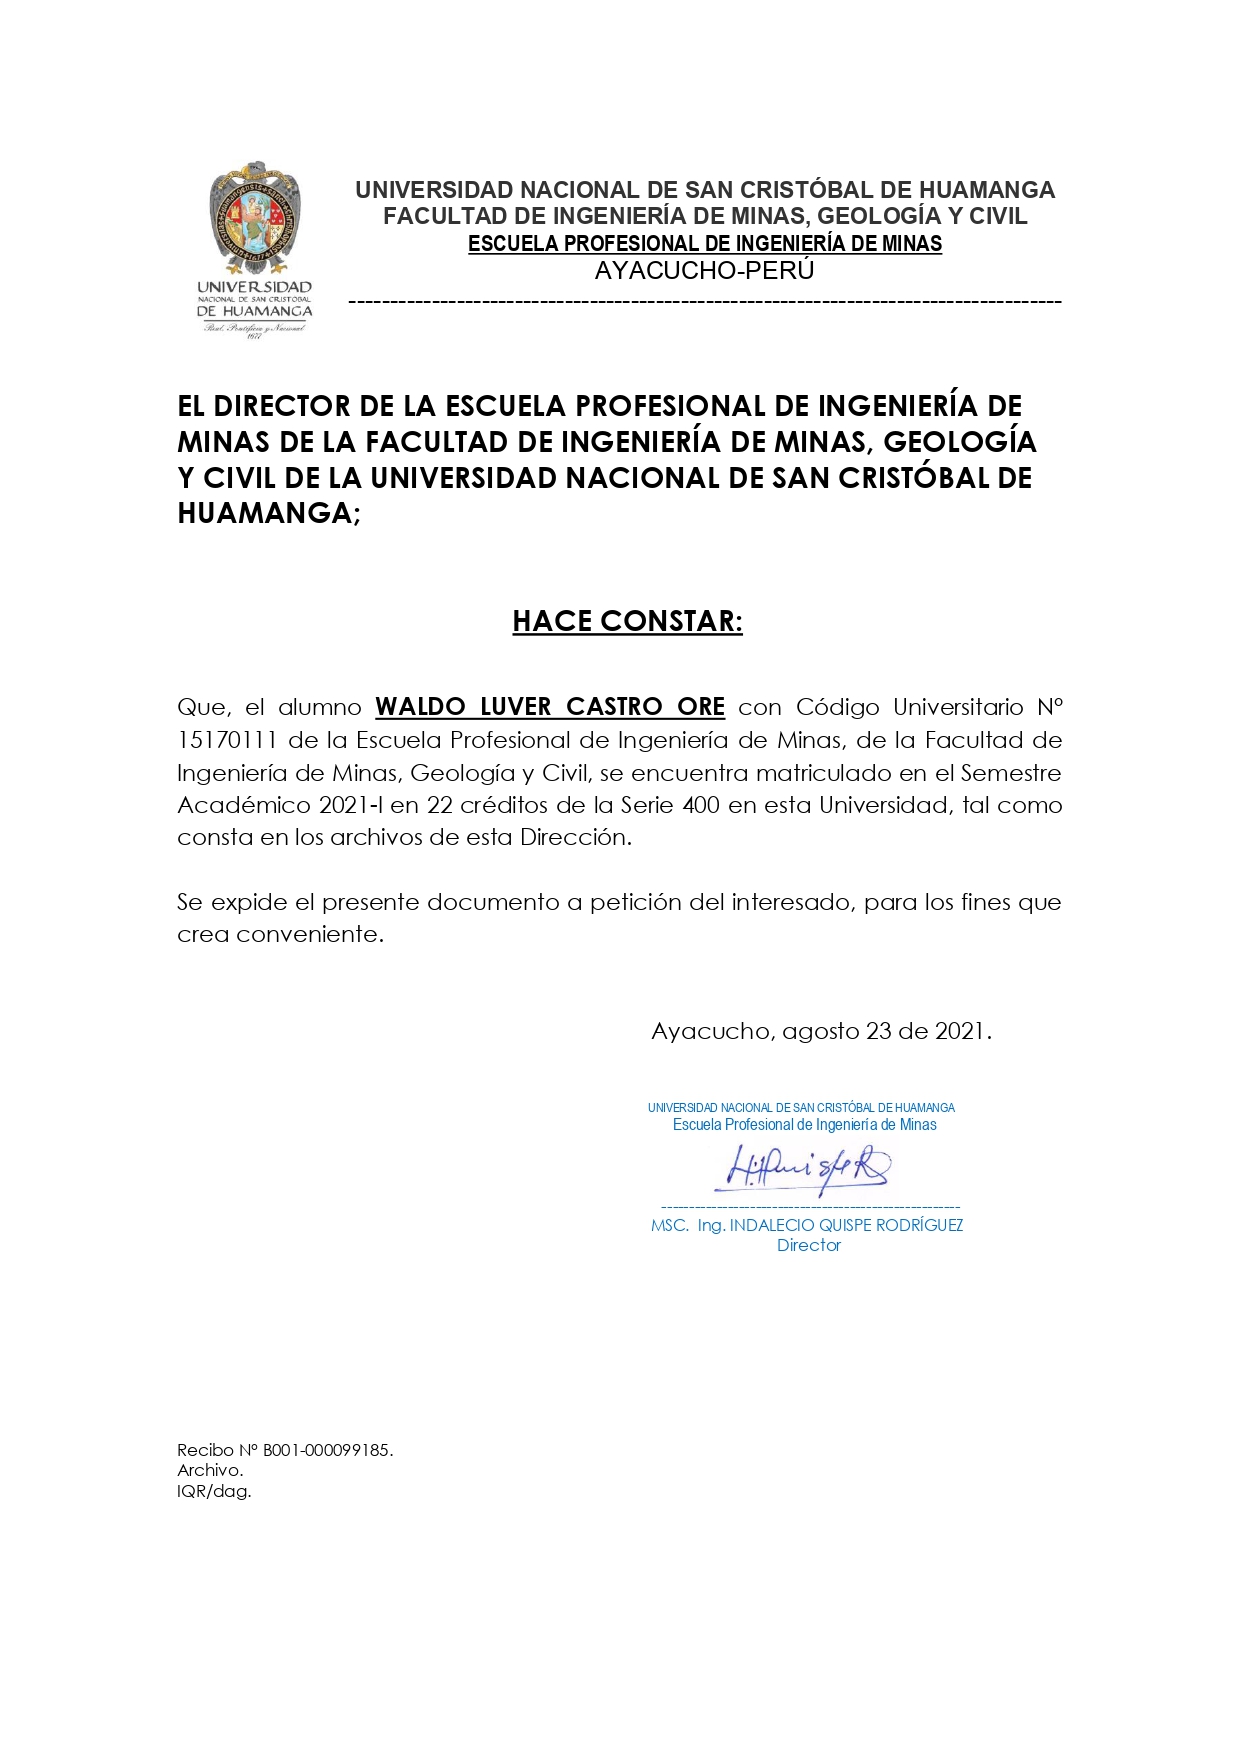 UNIVERSIDAD
NACIONAL DE SAN CRISTOBAL
DE HUAMANGA
Real, Pontificia y Nacional
1677
UNIVERSIDAD NACIONAL DE SAN CRISTÓBAL DE HUAMANGA
FACULTAD DE INGENIERÍA DE MINAS, GEOLOGÍA Y CIVIL
ESCUELA PROFESIONAL DE INGENIERÍA DE MINAS
AYACUCHO-PERÚ
EL DIRECTOR DE LA ESCUELA PROFESIONAL DE INGENIERÍA DE
MINAS DE LA FACULTAD DE INGENIERÍA DE MINAS, GEOLOGÍA
Y CIVIL DE LA UNIVERSIDAD NACIONAL DE SAN CRISTÓBAL DE
HUAMANGA;
HACE CONSTAR:
Que, el alumno WALDO LUVER CASTRO ORE con Código Universitario Nº
15170111 de la Escuela Profesional de Ingeniería de Minas, de la Facultad de
Ingeniería de Minas, Geología y Civil, se encuentra matriculado en el Semestre
Académico 2021-I en 22 créditos de la Serie 400 en esta Universidad, tal como
consta en los archivos de esta Dirección.
Se expide el presente documento a petición del interesado, para los fines que
crea conveniente.
Ayacucho, agosto 23 de 2021.
UNIVERSIDAD NACIONAL DE SAN CRISTÓBAL DE HUAMANGA
Escuela Profesional de Ingeniería de Minas
MSC. Ing. INDALECIO QUISPE RODRÍGUEZ
Director
Recibo Nº B001-000099185.
Archivo.
IQR/dag.